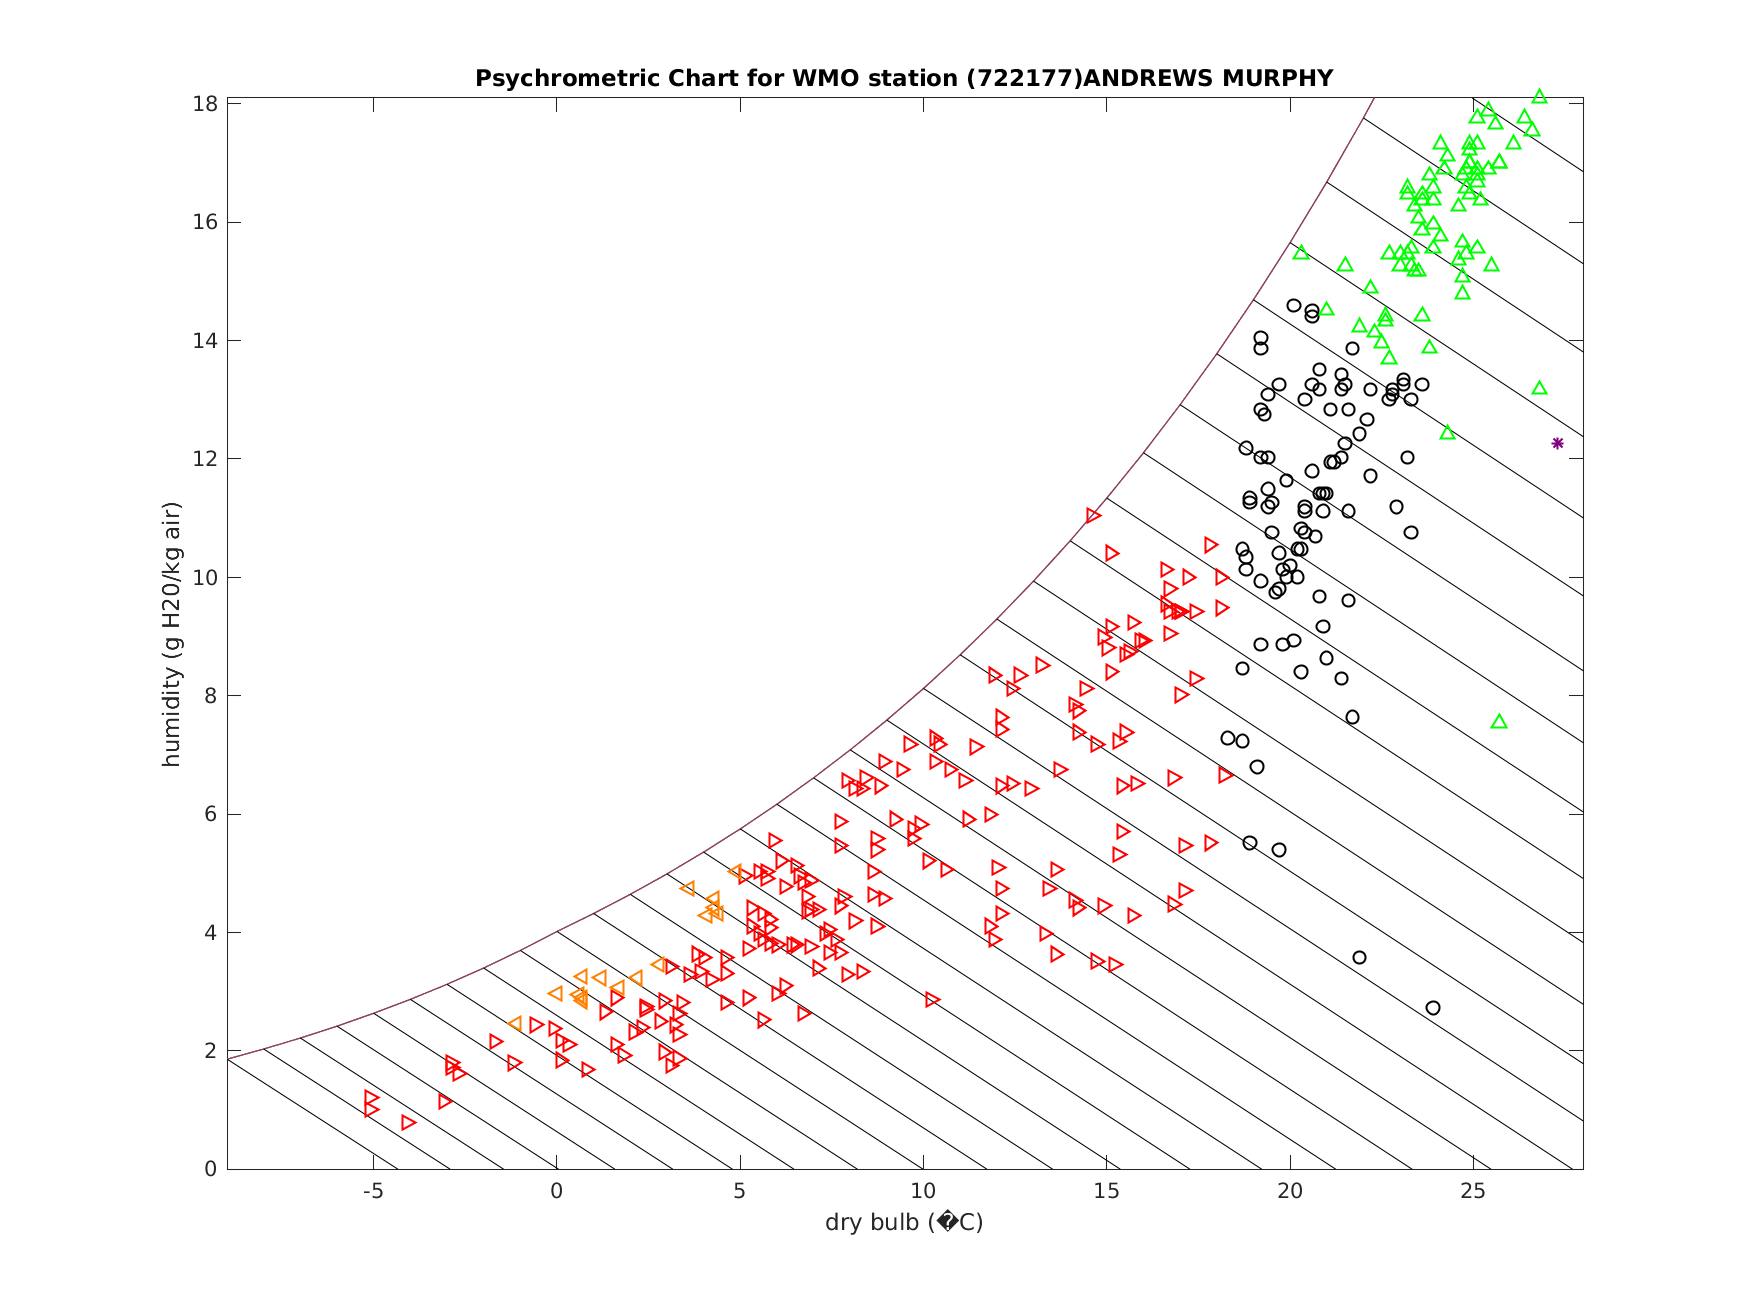 Psychrometric Chart for WMO station (722177)ANDREWS MURPHY
18
16
14
12
10
8
6
4
2
0
humidity (g H20/kg air)
-5 0 5 10 15 20 25
dry bulb (�C)